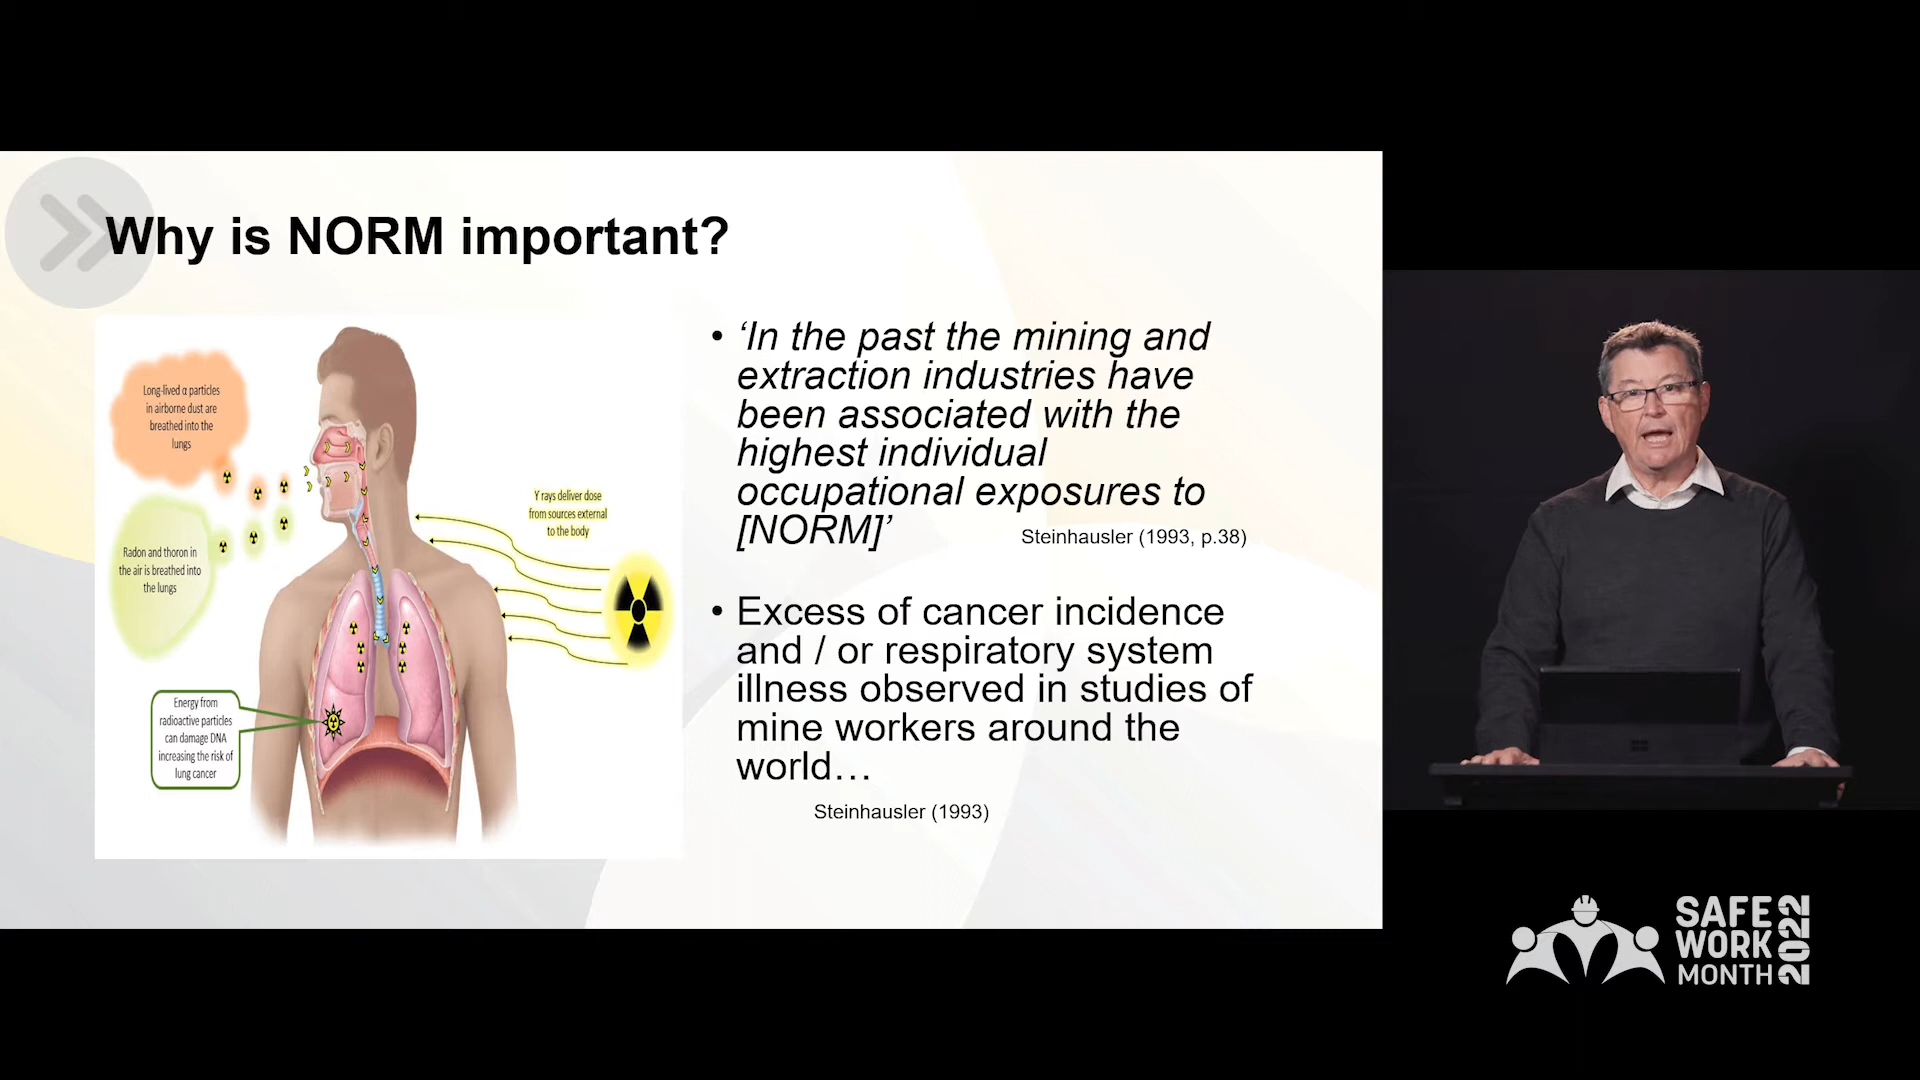 Why is NORM important?
Long-lived α particles
in airborne dust are
breathed into the
lungs
Radon and thoron in
the air is breathed into
the lungs
Energy from
radioactive particles
can damage DNA
increasing the risk of
lung cancer
Y rays deliver dose
from sources external
to the body
• ‘In the past the mining and
extraction industries have
been associated with the
highest individual
occupational exposures to
[NORM]’ Steinhausler (1993, p.38)
• Excess of cancer incidence
and / or respiratory system
illness observed in studies of
mine workers around the
world…
Steinhausler (1993)
SAFE
WORK
MONTH
2022